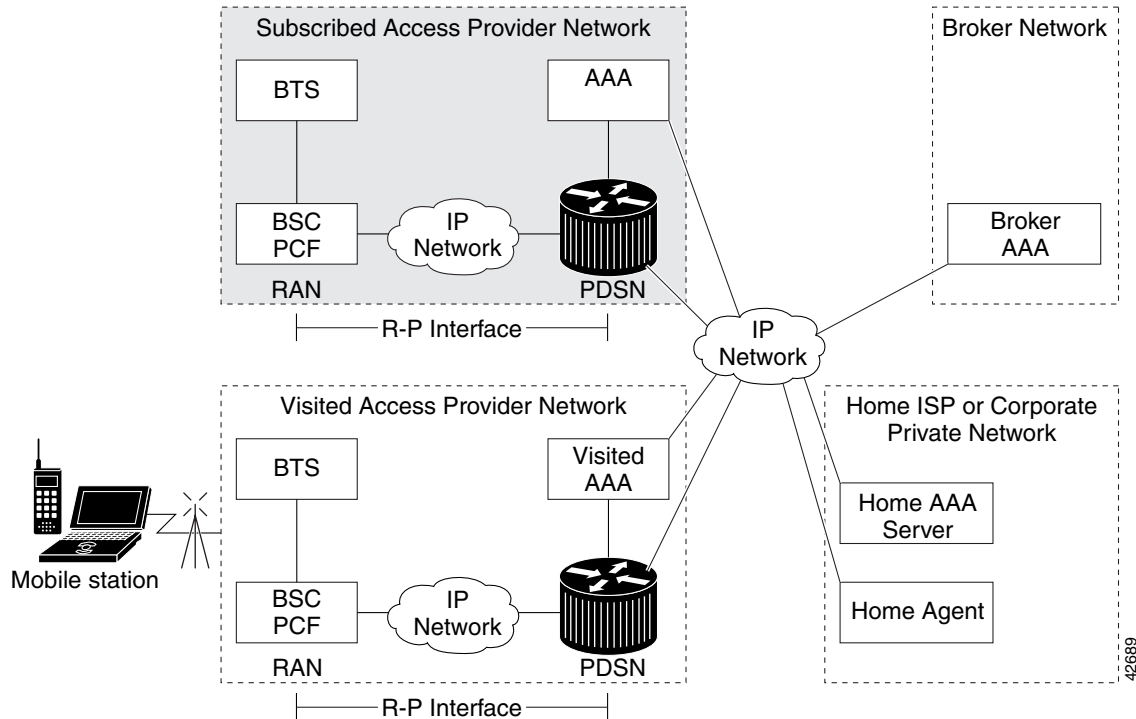 Subscribed Access Provider Network
BTS
AAA
BSC
PCF
IP
Network
RAN
PDSN
R-P Interface
Broker Network
Broker
AAA
IP
Network
Visited Access Provider Network
BTS
Visited
AAA
BSC
PCF
IP
Network
RAN
PDSN
R-P Interface
Mobile station
Home ISP or Corporate
Private Network
Home AAA
Server
Home Agent
42689